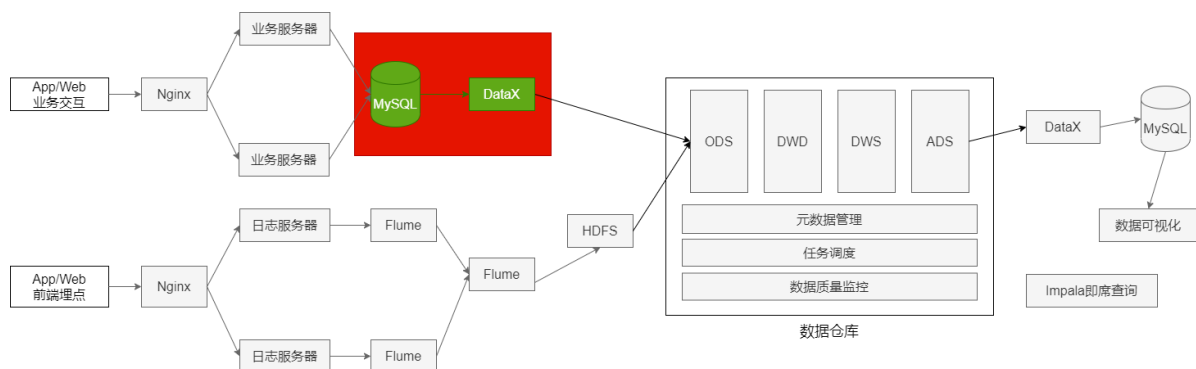 App/Web
业务交互
Nginx
业务服务器
业务服务器
MySQL
DataX
App/Web
前端埋点
Nginx
日志服务器
Flume
日志服务器
Flume
Flume
HDFS
ODS
DWD
DWS
ADS
元数据管理
任务调度
数据质量监控
数据仓库
DataX
MySQL
数据可视化
Impala即席查询